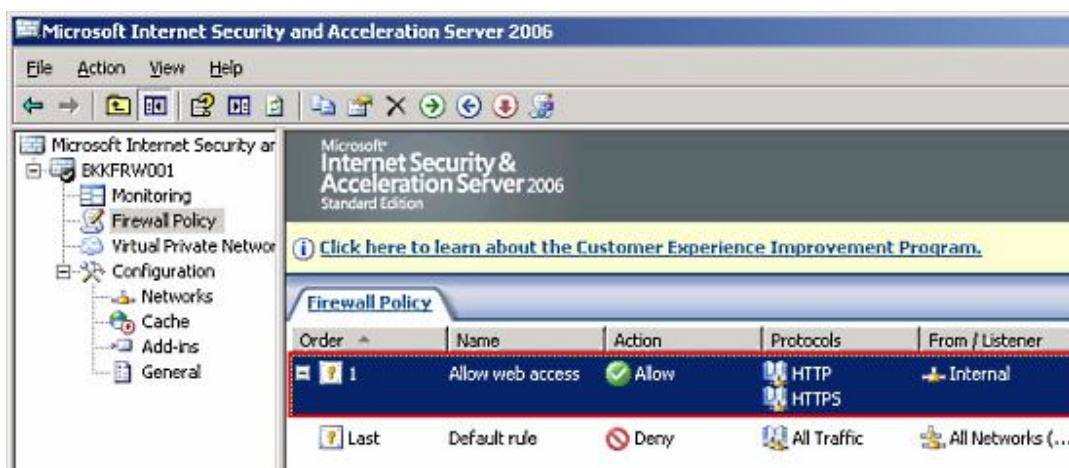 Microsoft Internet Security and Acceleration Server 2006
File Action View Help
Microsoft Internet Security ar
BKKFRW001
Monitoring
Firewall Policy
Virtual Private Networ
Configuration
Networks
Cache
Add-ins
General
Microsoft
Internet Security &
Acceleration Server 2006
Standard Edition
Click here to learn about the Customer Experience Improvement Program.
Firewall Policy
Order Name Action Protocols From / Listener
1 Allow web access Allow HTTP Internal
HTTPS
Last Default rule Deny All Traffic All Networks (...